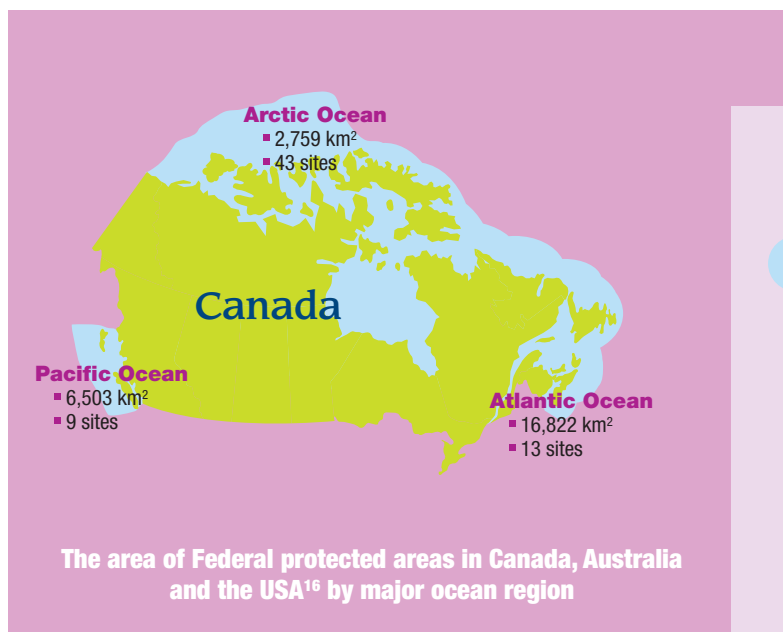 Arctic Ocean
▪ 2,759 km²
▪ 43 sites
Canada
Pacific Ocean
▪ 6,503 km²
▪ 9 sites
Atlantic Ocean
▪ 16,822 km²
▪ 13 sites
The area of Federal protected areas in Canada, Australia
and the USA¹⁶ by major ocean region